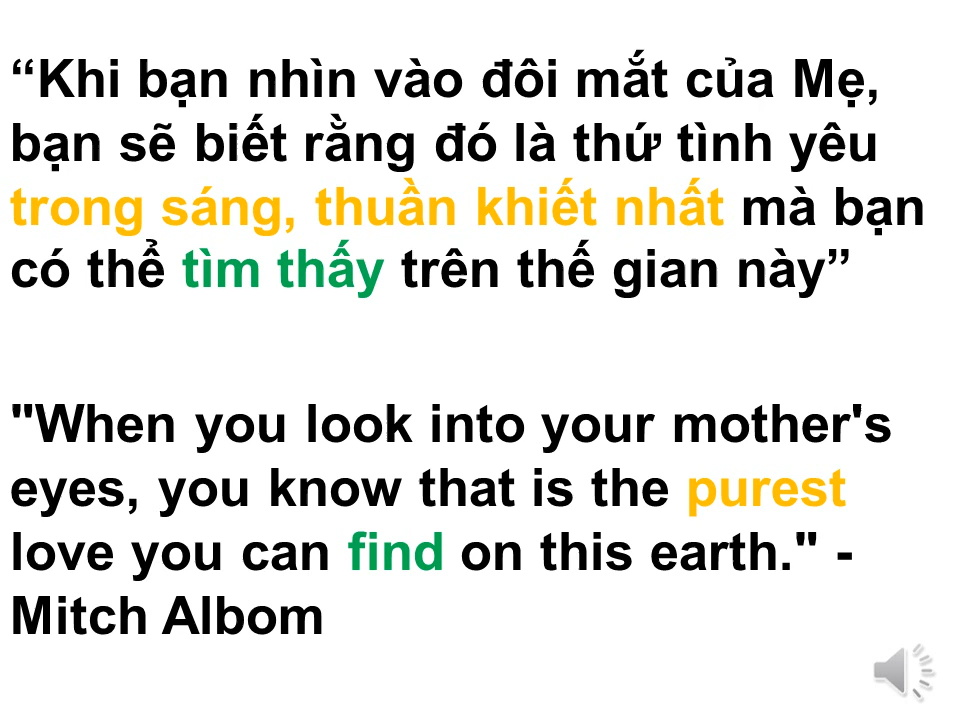 “Khi bạn nhìn vào đôi mắt của Mẹ,
bạn sẽ biết rằng đó là thứ tình yêu
trong sáng, thuần khiết nhất mà bạn
có thể tìm thấy trên thế gian này”
"When you look into your mother's
eyes, you know that is the purest
love you can find on this earth." -
Mitch Albom